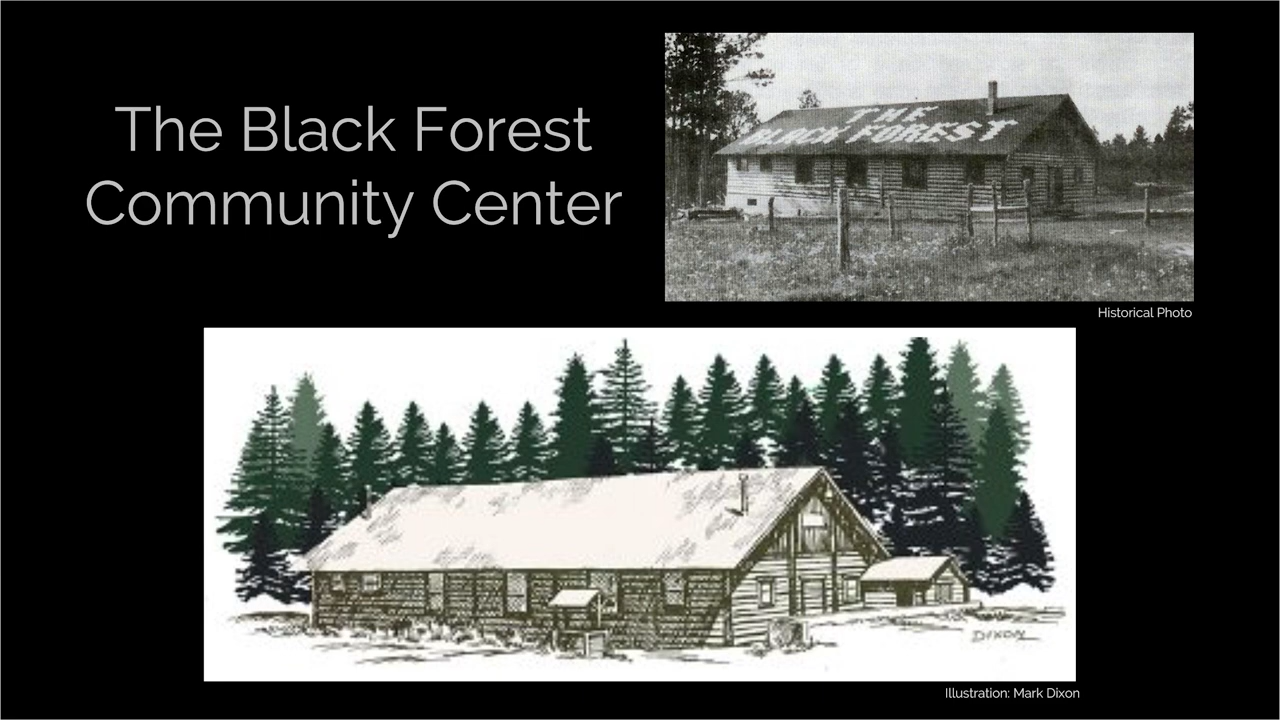 The Black Forest
Community Center
THE
BLACK FOREST
Historical Photo
DIXON
Illustration: Mark Dixon